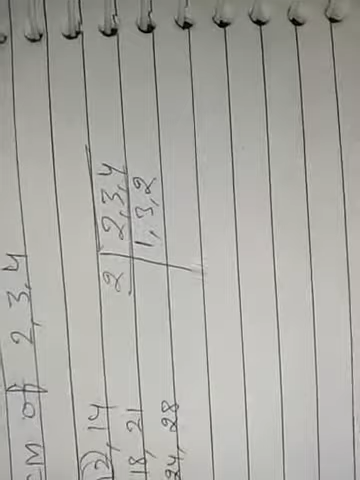 CM of 2, 3, 4
12, 14
18, 21
24, 28
2 | 2, 3, 4
1, 3, 2